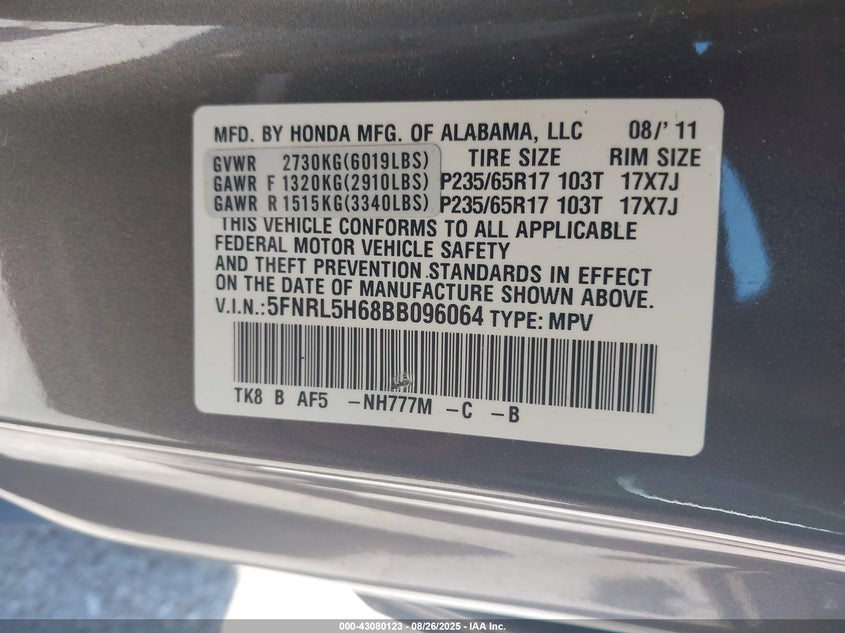 MFD. BY HONDA MFG. OF ALABAMA, LLC 08/'11
GVWR 2730KG(6019LBS) TIRE SIZE RIM SIZE
GAWR F 1320KG(2910LBS) P235/65R17 103T 17X7J
GAWR R 1515KG(3340LBS) P235/65R17 103T 17X7J
THIS VEHICLE CONFORMS TO ALL APPLICABLE
FEDERAL MOTOR VEHICLE SAFETY
AND THEFT PREVENTION STANDARDS IN EFFECT
ON THE DATE OF MANUFACTURE SHOWN ABOVE.
V.I.N.:5FNRL5H68BB096064 TYPE: MPV
TK8 B AF5 -NH777M -C -B
000-43080123 - 08/26/2025 - IAA Inc.